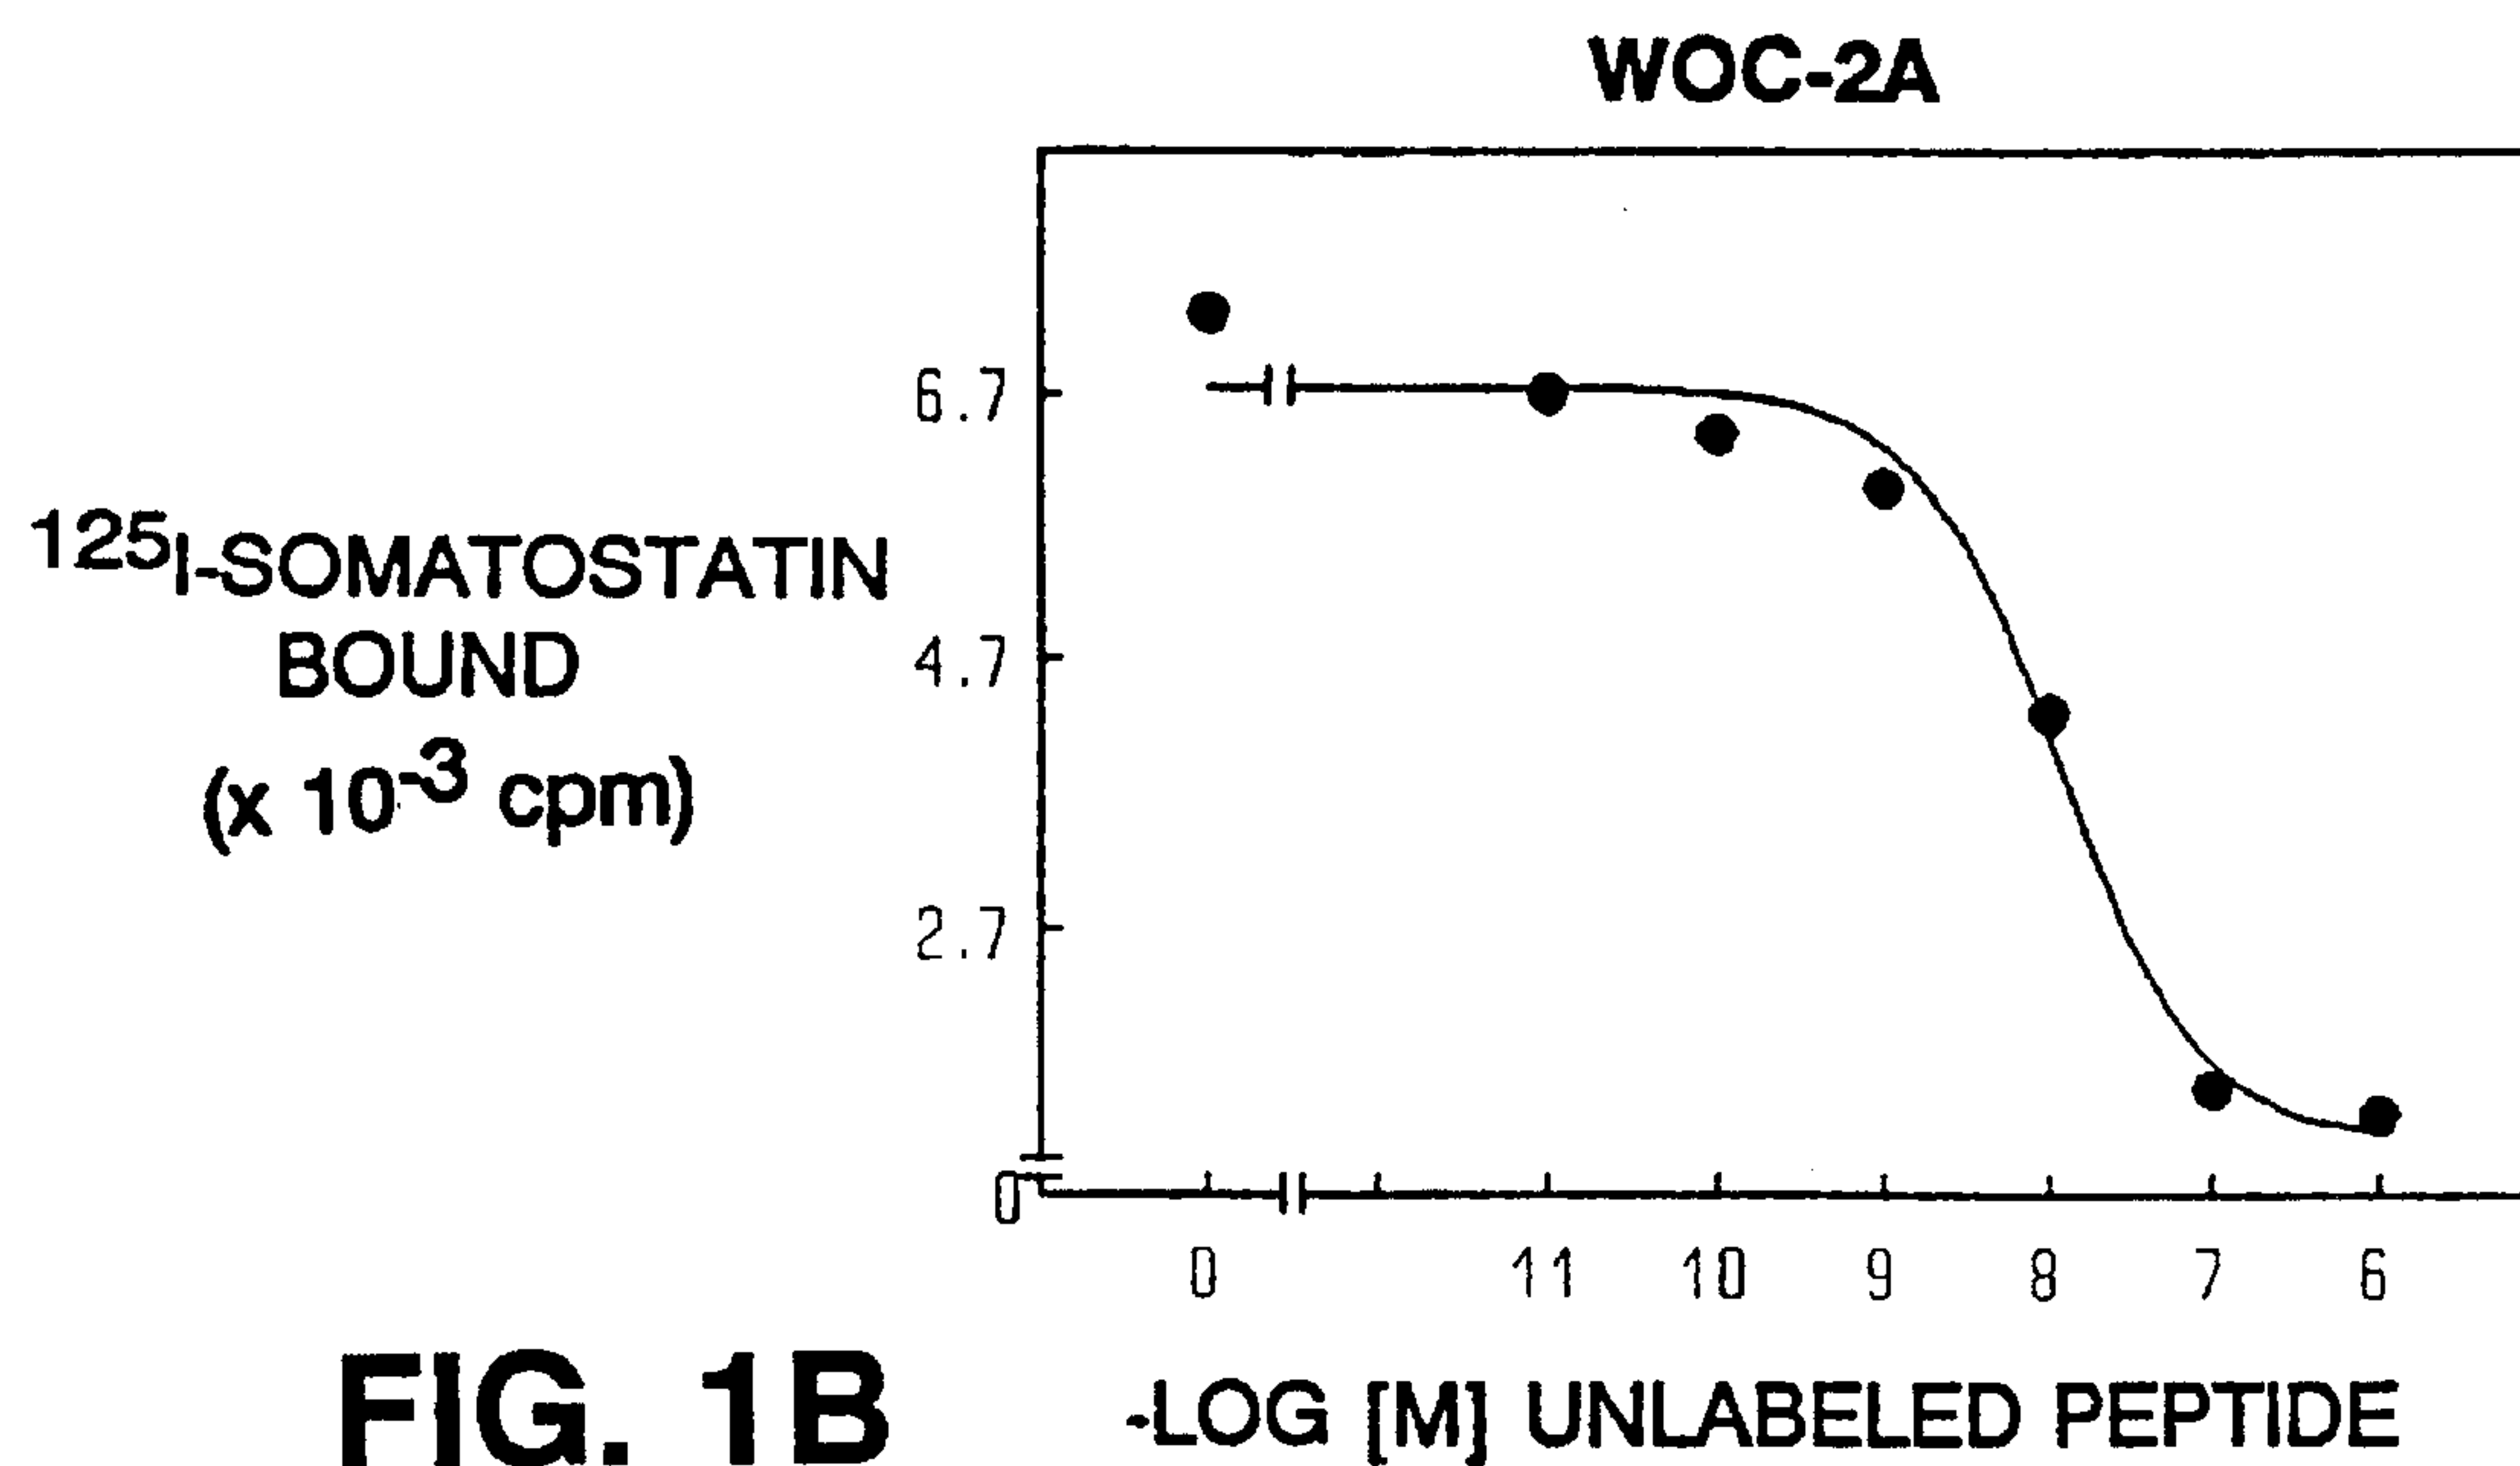 WOC-2A
6.7
4.7
2.7
0
¹²⁵I-SOMATOSTATIN
BOUND
(x 10⁻³ cpm)
0 11 10 9 8 7 6
-LOG [M] UNLABELED PEPTIDE
FIG. 1B